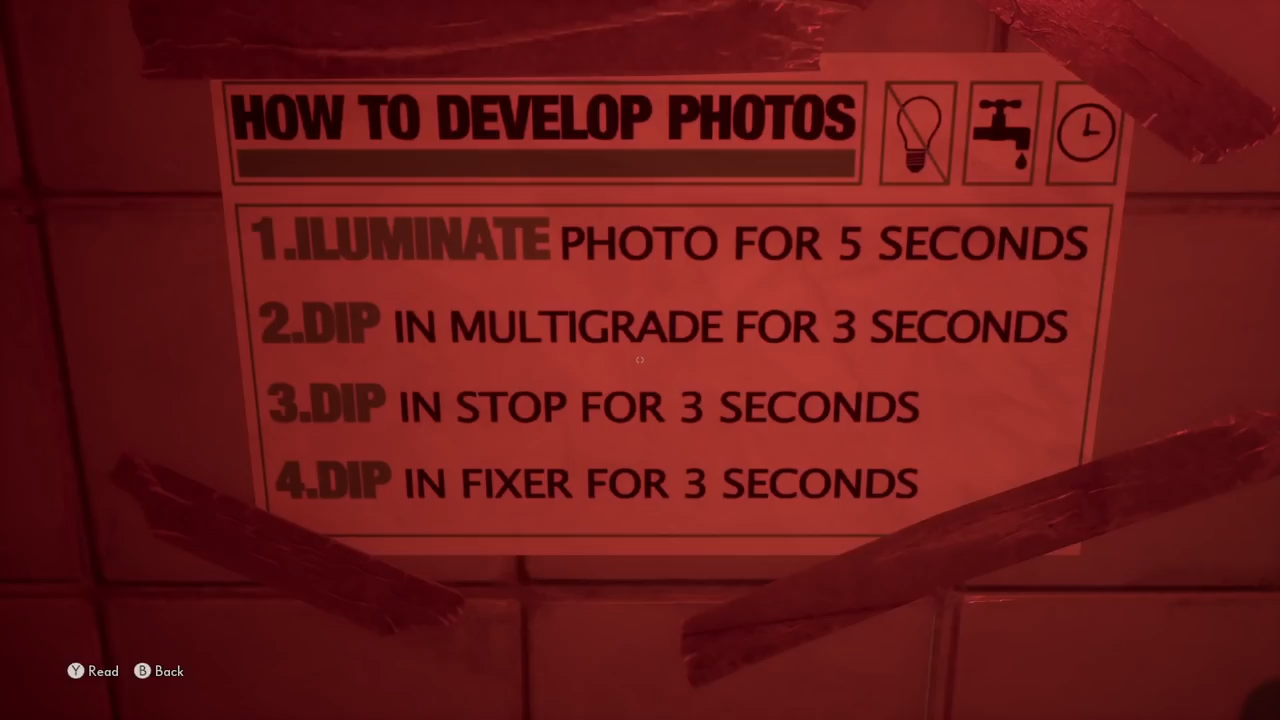 HOW TO DEVELOP PHOTOS
1.ILUMINATE PHOTO FOR 5 SECONDS
2.DIP IN MULTIGRADE FOR 3 SECONDS
3.DIP IN STOP FOR 3 SECONDS
4.DIP IN FIXER FOR 3 SECONDS
Y Read B Back